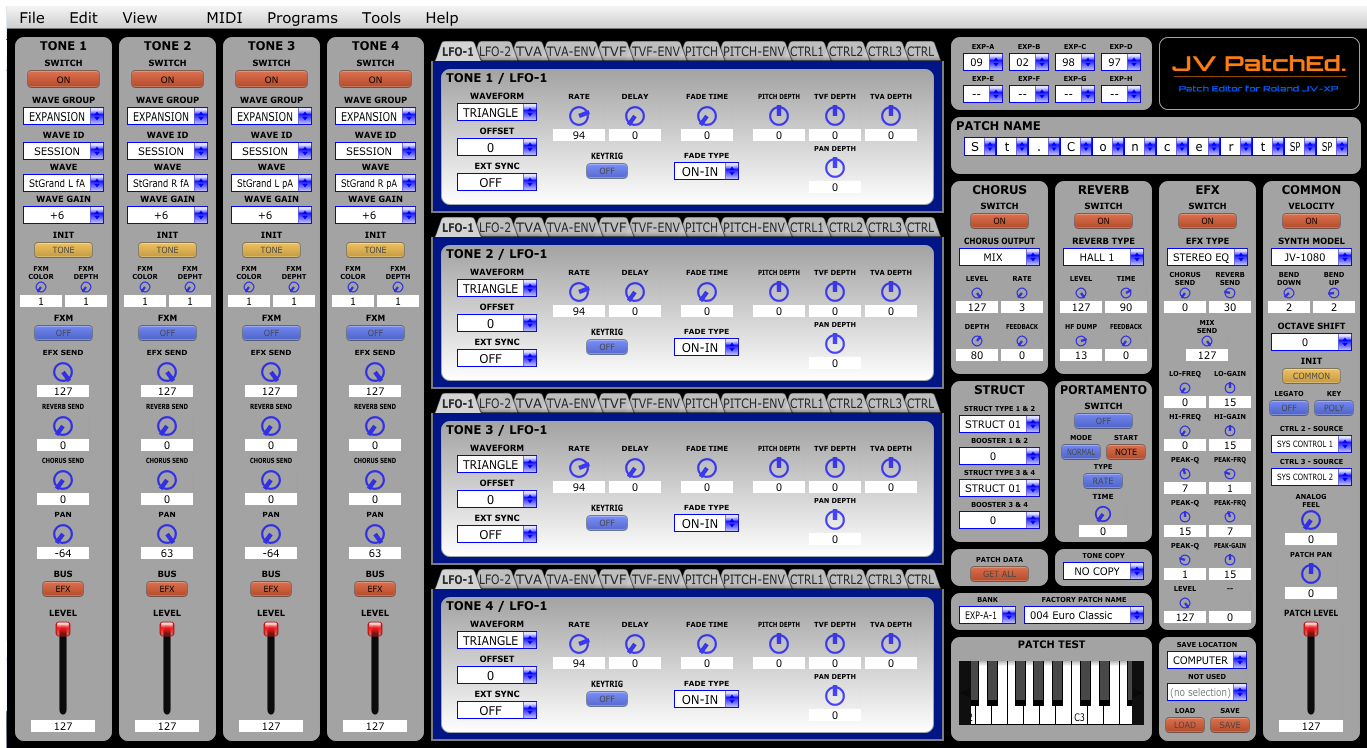 File Edit View MIDI Programs Tools Help
TONE 1
SWITCH
ON
WAVE GROUP
EXPANSION
WAVE ID
SESSION
WAVE
StGrand L fA
WAVE GAIN
+6
INIT
TONE
FXM COLOR FXM DEPTH
1 1
FXM
OFF
EFX SEND
127
REVERB SEND
0
CHORUS SEND
0
PAN
-64
BUS
EFX
LEVEL
127
TONE 2
SWITCH
ON
WAVE GROUP
EXPANSION
WAVE ID
SESSION
WAVE
StGrand R fA
WAVE GAIN
+6
INIT
TONE
FXM COLOR FXM DEPHT
1 1
FXM
OFF
EFX SEND
127
REVERB SEND
0
CHORUS SEND
0
PAN
63
BUS
EFX
LEVEL
127
TONE 3
SWITCH
ON
WAVE GROUP
EXPANSION
WAVE ID
SESSION
WAVE
StGrand L pA
WAVE GAIN
+6
INIT
TONE
FXM COLOR FXM DEPHT
1 1
FXM
OFF
EFX SEND
127
REVERB SEND
0
CHORUS SEND
0
PAN
-64
BUS
EFX
LEVEL
127
TONE 4
SWITCH
ON
WAVE GROUP
EXPANSION
WAVE ID
SESSION
WAVE
StGrand R pA
WAVE GAIN
+6
INIT
TONE
FXM COLOR FXM DEPTH
1 1
FXM
OFF
EFX SEND
127
REVERB SEND
0
CHORUS SEND
0
PAN
63
BUS
EFX
LEVEL
127
LFO-1 LFO-2 TVA TVA-ENV TVF TVF-ENV PITCH PITCH-ENV CTRL1 CTRL2 CTRL3 CTRL
TONE 1 / LFO-1
WAVEFORM RATE DELAY FADE TIME PITCH DEPTH TVF DEPTH TVA DEPTH
TRIANGLE
OFFSET 94 0 0 0 0 0
0 KEYTRIG FADE TYPE PAN DEPTH
EXT SYNC OFF ON-IN
OFF 0
LFO-1 LFO-2 TVA TVA-ENV TVF TVF-ENV PITCH PITCH-ENV CTRL1 CTRL2 CTRL3 CTRL
TONE 2 / LFO-1
WAVEFORM RATE DELAY FADE TIME PITCH DEPTH TVF DEPTH TVA DEPTH
TRIANGLE
OFFSET 94 0 0 0 0 0
0 KEYTRIG FADE TYPE PAN DEPTH
EXT SYNC OFF ON-IN
OFF 0
LFO-1 LFO-2 TVA TVA-ENV TVF TVF-ENV PITCH PITCH-ENV CTRL1 CTRL2 CTRL3 CTRL
TONE 3 / LFO-1
WAVEFORM RATE DELAY FADE TIME PITCH DEPTH TVF DEPTH TVA DEPTH
TRIANGLE
OFFSET 94 0 0 0 0 0
0 KEYTRIG FADE TYPE PAN DEPTH
EXT SYNC OFF ON-IN
OFF 0
LFO-1 LFO-2 TVA TVA-ENV TVF TVF-ENV PITCH PITCH-ENV CTRL1 CTRL2 CTRL3 CTRL
TONE 4 / LFO-1
WAVEFORM RATE DELAY FADE TIME PITCH DEPTH TVF DEPTH TVA DEPTH
TRIANGLE
OFFSET 94 0 0 0 0 0
0 KEYTRIG FADE TYPE PAN DEPTH
EXT SYNC OFF ON-IN
OFF 0
EXP-A EXP-B EXP-C EXP-D
09 02 98 97
EXP-E EXP-F EXP-G EXP-H
-- -- -- --
JV PatchEd.
Patch Editor for Roland JV-XP
PATCH NAME
S t . C o n c e r t SP SP
CHORUS
SWITCH
ON
CHORUS OUTPUT
MIX
LEVEL RATE
127 3
DEPTH FEEDBACK
80 0
REVERB
SWITCH
ON
REVERB TYPE
HALL 1
LEVEL TIME
127 90
HF DUMP FEEDBACK
13 0
STRUCT
STRUCT TYPE 1 & 2
STRUCT 01
BOOSTER 1 & 2
0
STRUCT TYPE 3 & 4
STRUCT 01
BOOSTER 3 & 4
0
PORTAMENTO
SWITCH
OFF
MODE START
NORMAL NOTE
TYPE
RATE
TIME
0
PATCH DATA
GET ALL
TONE COPY
NO COPY
BANK FACTORY PATCH NAME
EXP-A-1 004 Euro Classic
PATCH TEST
C3
EFX
SWITCH
ON
EFX TYPE
STEREO EQ
CHORUS SEND REVERB SEND
0 30
MIX SEND
127
LO-FREQ LO-GAIN
0 15
HI-FREQ HI-GAIN
0 15
PEAK-Q PEAK-FRQ
7 1
PEAK-Q PEAK-FRQ
15 7
PEAK-Q PEAK-GAIN
1 15
LEVEL --
127 0
SAVE LOCATION
COMPUTER
NOT USED
(no selection)
LOAD SAVE
LOAD SAVE
COMMON
VELOCITY
ON
SYNTH MODEL
JV-1080
BEND DOWN BEND UP
2 2
OCTAVE SHIFT
0
INIT
COMMON
LEGATO KEY
OFF POLY
CTRL 2 - SOURCE
SYS CONTROL 1
CTRL 3 - SOURCE
SYS CONTROL 2
ANALOG FEEL
0
PATCH PAN
0
PATCH LEVEL
127